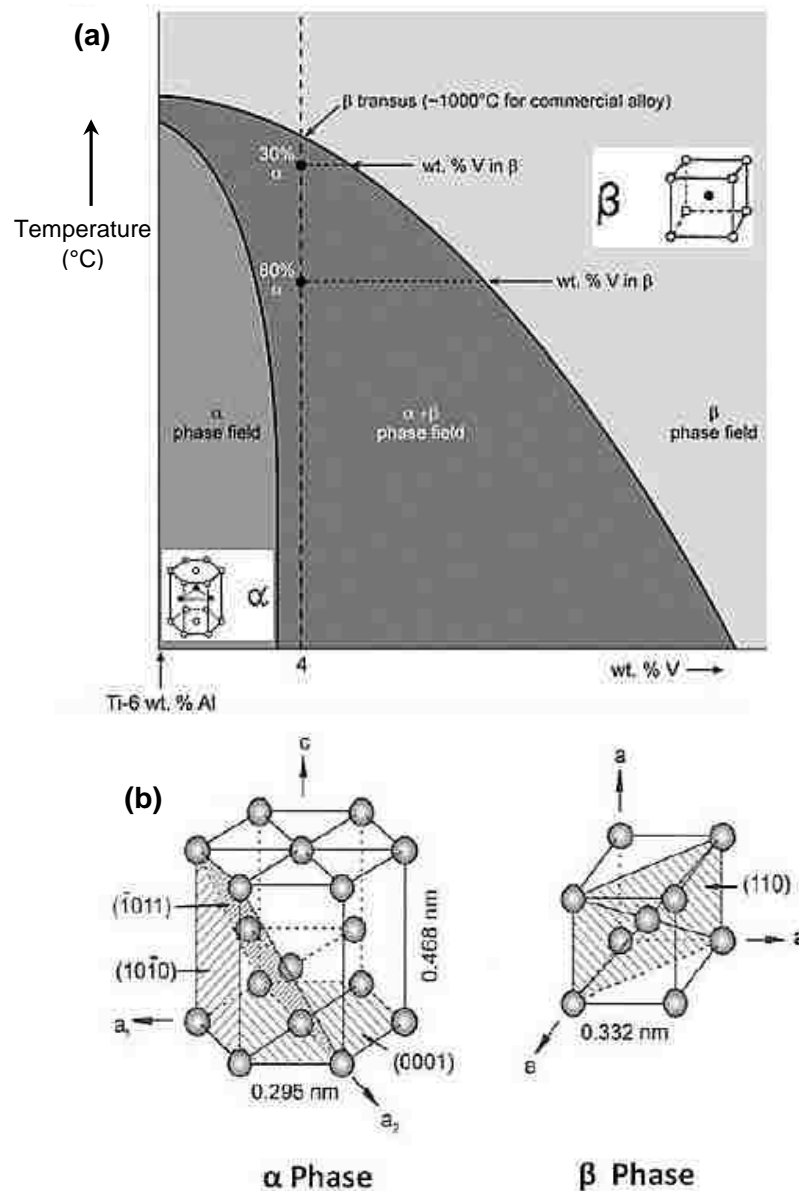 (a)
β transus (~1000°C for commercial alloy)
30%
α
wt. % V in β
β
Temperature
(°C)
80%
α
wt. % V in β
α
phase field
α+β
phase field
β
phase field
α
4
wt. % V
Ti-6 wt. % Al
(b)
c
a
(1̄011)
(101̄0)
0.468 nm
(110)
a
a₁
(0001)
0.295 nm
a₂
0.332 nm
a
α Phase
β Phase